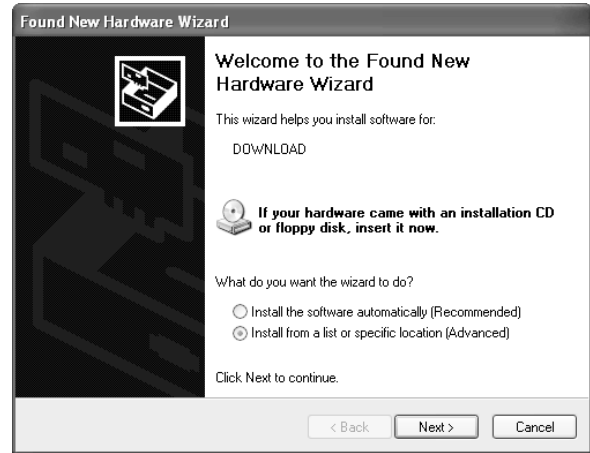 Found New Hardware Wizard
Welcome to the Found New
Hardware Wizard
This wizard helps you install software for:
DOWNLOAD
If your hardware came with an installation CD
or floppy disk, insert it now.
What do you want the wizard to do?
Install the software automatically (Recommended)
Install from a list or specific location (Advanced)
Click Next to continue.
< Back Next > Cancel